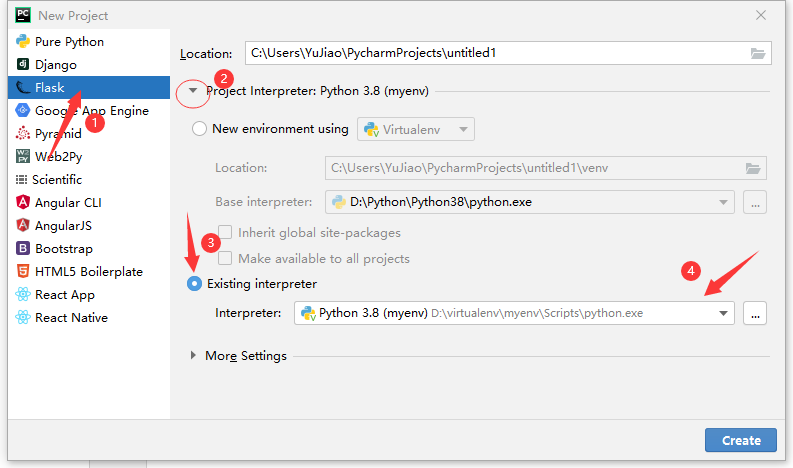 PC New Project
Pure Python
dj Django
Flask
Google App Engine
Pyramid
WEB 2PY Web2Py
Scientific
Angular CLI
AngularJS
B Bootstrap
HTML5 Boilerplate
React App
React Native
1
Location: C:\Users\YuJiao\PycharmProjects\untitled1
2
Project Interpreter: Python 3.8 (myenv)
New environment using Virtualenv
Location: C:\Users\YuJiao\PycharmProjects\untitled1\venv
Base interpreter: D:\Python\Python38\python.exe ...
Inherit global site-packages
3
Make available to all projects
Existing interpreter
4
Interpreter: Python 3.8 (myenv) D:\virtualenv\myenv\Scripts\python.exe ...
More Settings
Create